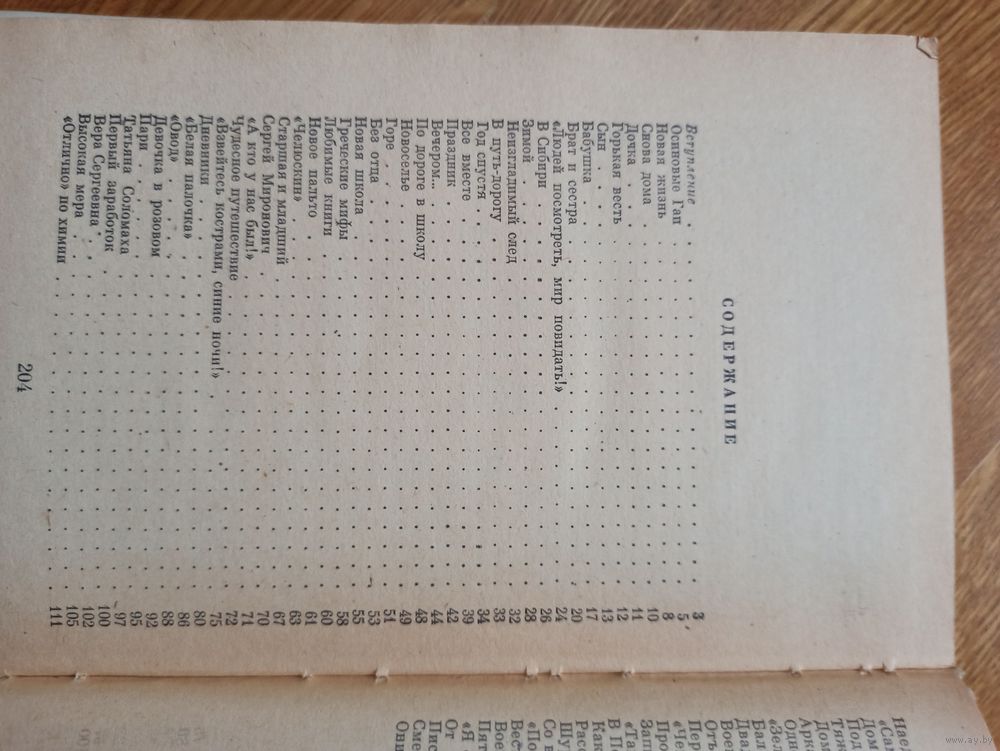 СОДЕРЖАНИЕ
Вступление 3
Осиновые Гаи 5
Новая жизнь 8
Снова дома 10
Дочка 11
Горькая весть 12
Сын 13
Бабушка 17
Брат и сестра 20
«Людей посмотреть, мир повидать!» 24
В Сибири 26
Зимой 28
Неизгладимый след 32
В путь-дорогу 33
Год спустя 34
Все вместе 39
Праздник 42
Вечером... 44
По дороге в школу 48
Новоселье 49
Горе 51
Без отца 53
Новая школа 55
Греческие мифы 58
Любимые книги 60
Новое пальто 61
«Челюскин» 63
Старшая и младший 67
Сергей Миронович 70
«А кто у нас был!» 71
Чудесное путешествие 72
«Взвейтесь кострами, синие ночи!» 75
Дневники 80
«Белая палочка» 86
«Овод» 88
Девочка в розовом 92
Пари 95
Татьяна Соломаха 97
Первый заработок 100
Вера Сергеевна 102
Высокая мера 105
«Отлично» по химии 111
204
www.ay.by